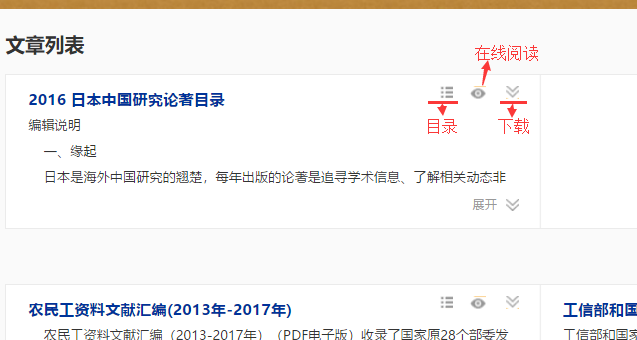 文章列表
在线阅读
2016 日本中国研究论著目录
目录
下载
编辑说明
一、缘起
日本是海外中国研究的翘楚，每年出版的论著是追寻学术信息、了解相关动态非
展开
农民工资料文献汇编(2013年-2017年)
工信部和国
农民工资料文献汇编（2013-2017年）（PDF电子版）收录了国家原28个部委发
工信部和国家